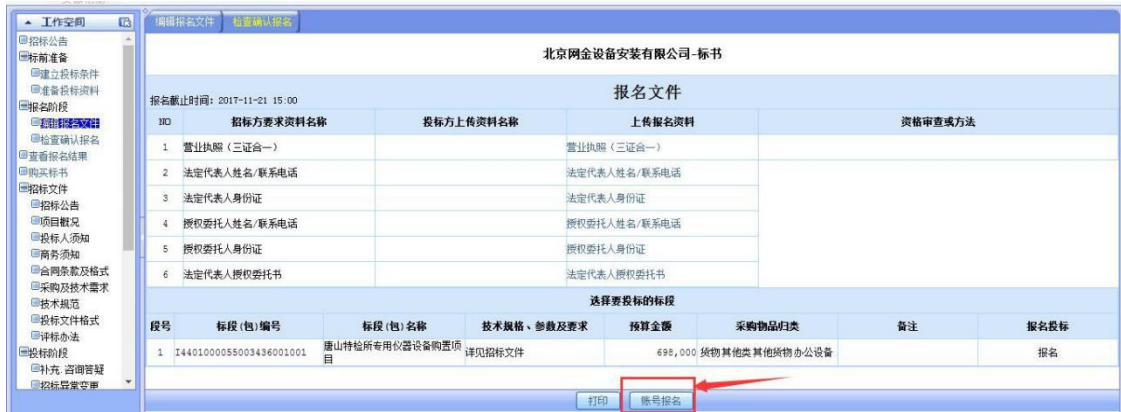 工作空间
编辑报名文件 检查确认报名
招标公告
标前准备
建立投标条件
准备投标资料
报名阶段
编辑报名文件
检查确认报名
查看报名结果
购买标书
招标文件
招标公告
项目概况
投标人须知
商务须知
合同条款及格式
采购及技术需求
技术规范
投标文件格式
评标办法
投标阶段
补充.咨询答疑
招标异常变更
北京网金设备安装有限公司-标书
报名截止时间: 2017-11-21 15:00 报名文件
NO 招标方要求资料名称 投标方上传资料名称 上传报名资料 资格审查或方法
1 营业执照（三证合一） 营业执照（三证合一）
2 法定代表人姓名/联系电话 法定代表人姓名/联系电话
3 法定代表人身份证 法定代表人身份证
4 授权委托人姓名/联系电话 授权委托人姓名/联系电话
5 授权委托人身份证 授权委托人身份证
6 法定代表人授权委托书 法定代表人授权委托书
选择要投标的标段
段号 标段(包)编号 标段(包)名称 技术规格、参数及要求 预算金额 采购物品归类 备注 报名投标
1 I4401000055003436001001 唐山特检所专用仪器设备购置项目 详见招标文件 698,000 货物其他类其他货物办公设备 报名
打印 账号报名